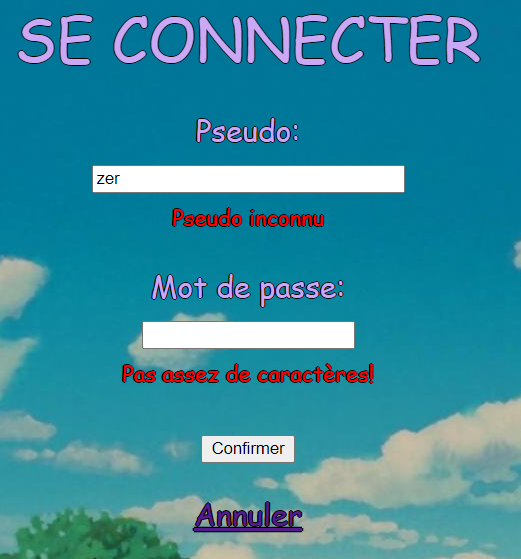 SE CONNECTER
Pseudo:
zer
Pseudo inconnu
Mot de passe:
Pas assez de caractères!
Confirmer
Annuler